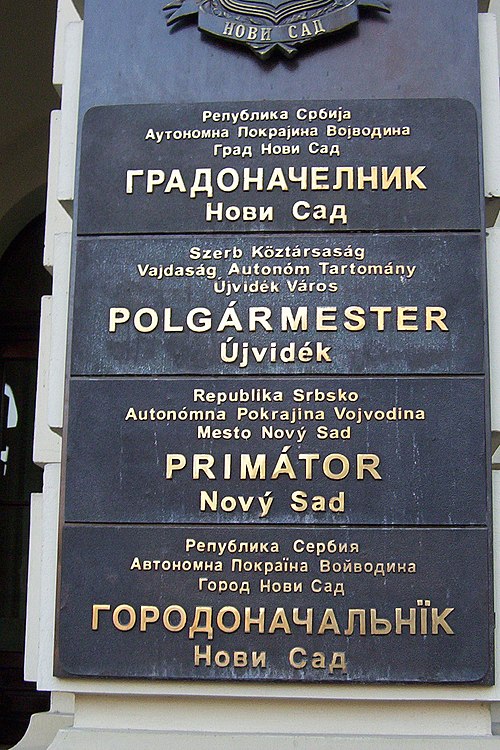 НОВИ САД
Република Србија
Аутономна Покрајина Војводина
Град Нови Сад
ГРАДОНАЧЕЛНИК
Нови Сад
Szerb Köztársaság
Vajdaság Autonóm Tartomány
Újvidék Város
POLGÁRMESTER
Újvidék
Republika Srbsko
Autonómna Pokrajina Vojvodina
Mesto Nový Sad
PRIMÁTOR
Nový Sad
Република Сербия
Автономна Покраїна Войводина
Город Нови Сад
ГОРОДОНАЧАЛЬНЇК
Нови Сад